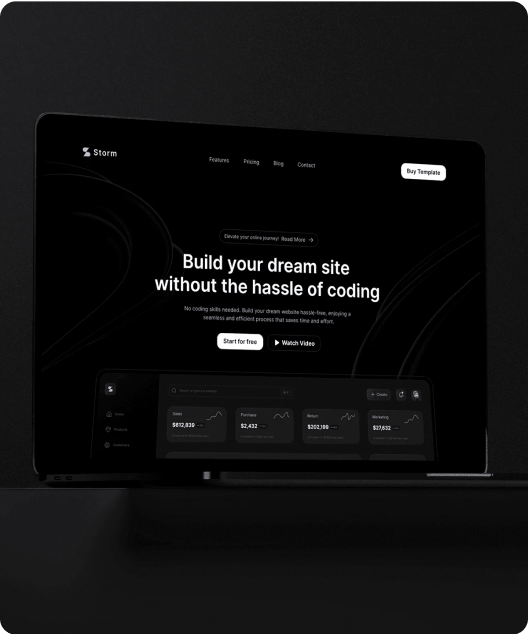 Storm
Features
Pricing
Blog
Contact
Buy Template
Elevate your online journey! Read More →
Build your dream site
without the hassle of coding
No coding skills needed. Build your dream website hassle-free, enjoying a
seamless and efficient process that saves time and effort.
Start for free
Watch Video
Create
Sales
$612,839
Purchase
$2,432
Return
$202,199
Marketing
$27,632
Home
Products
Customers